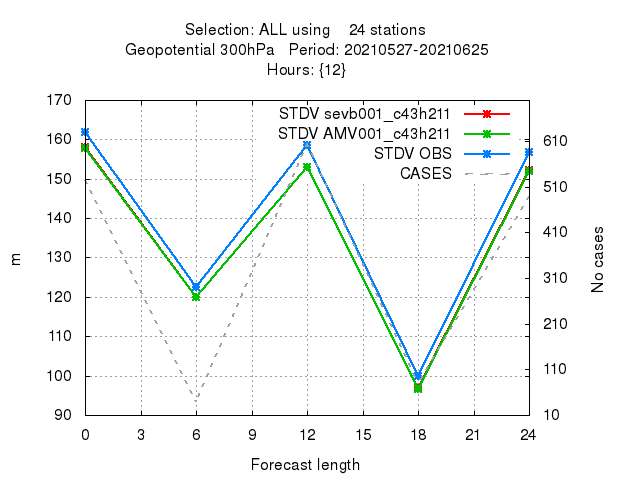 Selection: ALL using    24 stations
Geopotential 300hPa   Period: 20210527-20210625
Hours: {12}
170
160
150
140
130
120
110
100
90
m
STDV sevb001_c43h211
STDV AMV001_c43h211
STDV OBS
CASES
610
510
410
310
210
110
10
No cases
0 3 6 9 12 15 18 21 24
Forecast length